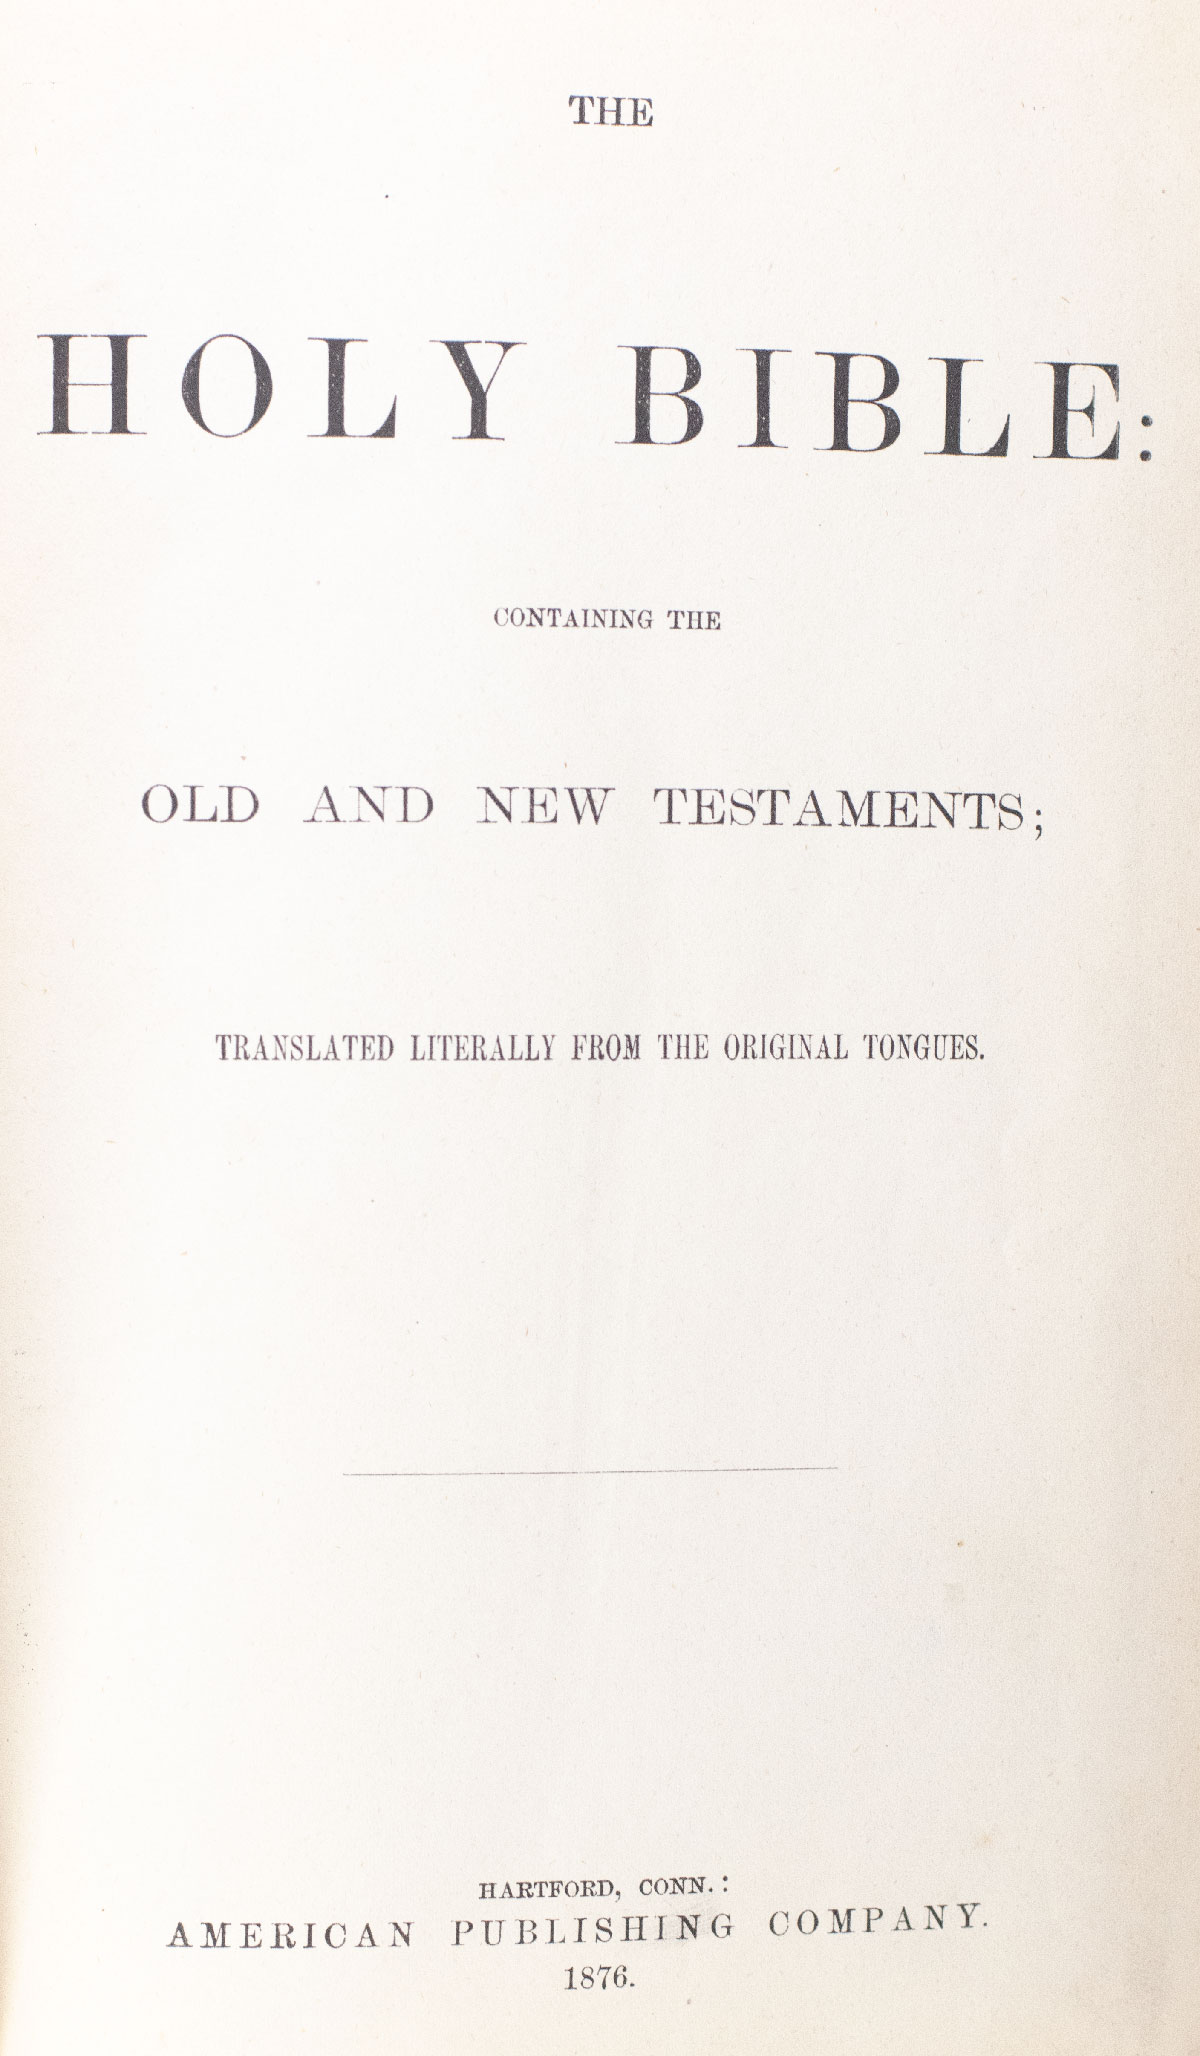 THE
HOLY BIBLE:
CONTAINING THE
OLD AND NEW TESTAMENTS;
TRANSLATED LITERALLY FROM THE ORIGINAL TONGUES.
HARTFORD, CONN.:
AMERICAN PUBLISHING COMPANY.
1876.